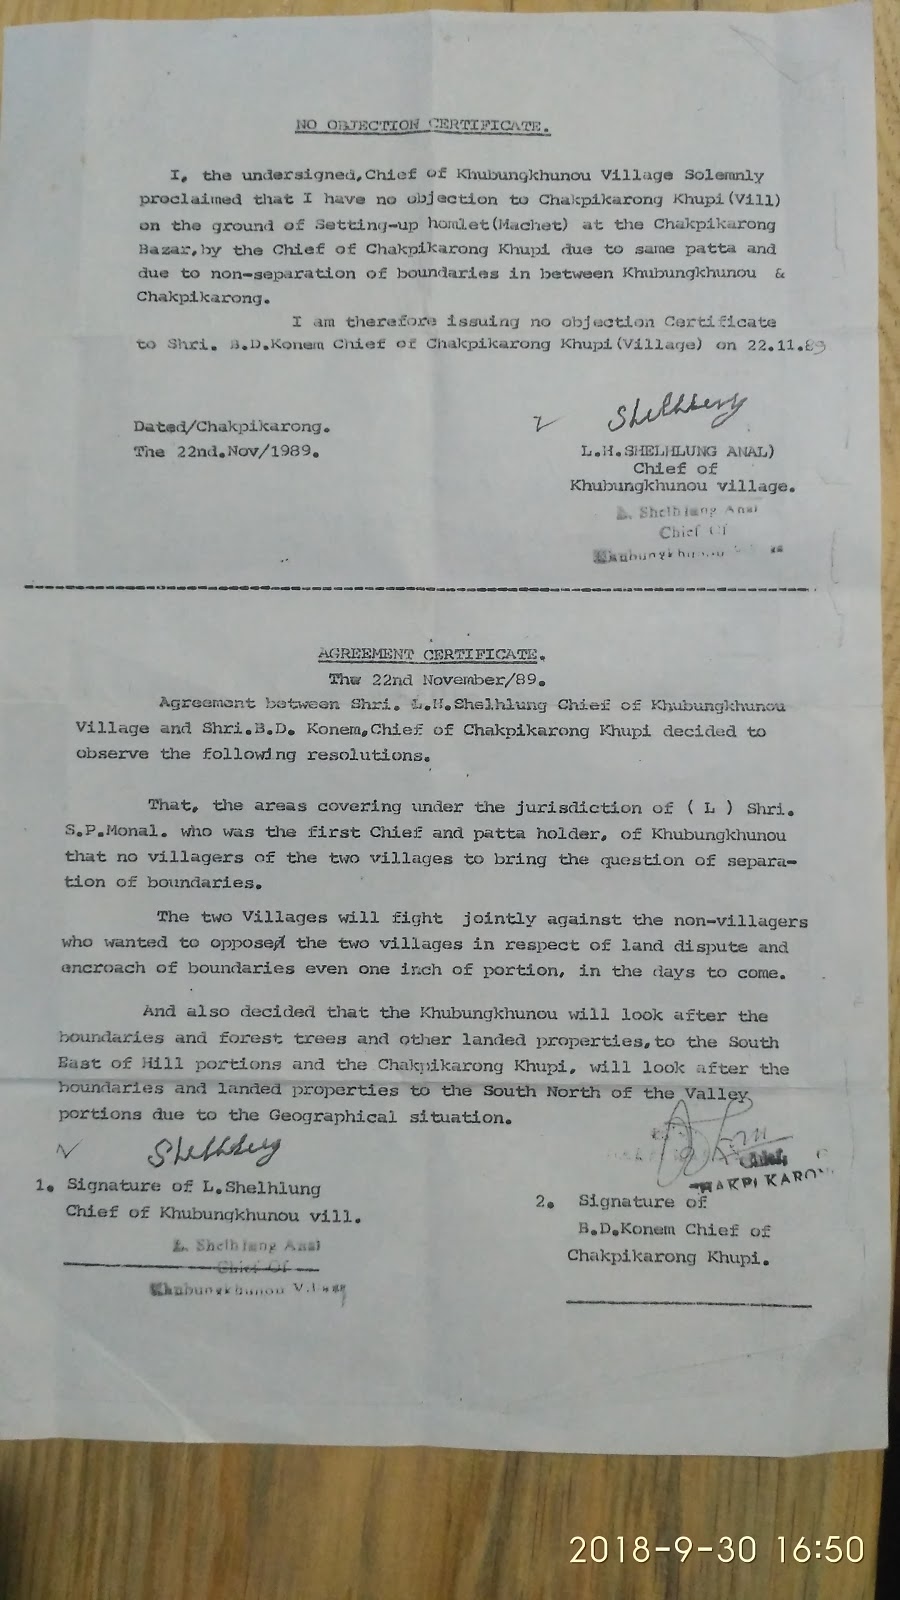 NO OBJECTION CERTIFICATE.
I, the undersigned,Chief of Khubungkhunou Village Solemnly
proclaimed that I have no objection to Chakpikarong Khupi(Vill)
on the ground of Setting-up homlet(Machet) at the Chakpikarong
Bazar,by the Chief of Chakpikarong Khupi due to same patta and
due to non-separation of boundaries in between Khubungkhunou &
Chakpikarong.
I am therefore issuing no objection Certificate
to Shri. B.D.Konem Chief of Chakpikarong Khupi(Village) on 22.11.89
Dated/Chakpikarong.
The 22nd.Nov/1989.
L.H.SHELHLUNG ANAL)
Chief of
Khubungkhunou village.
L. Shelhlung Anal
Chief Of
Khubungkhunou
AGREEMENT CERTIFICATE.
The 22nd November/89.
Agreement between Shri. L.H.Shelhlung Chief of Khubungkhunou
Village and Shri.B.D. Konem,Chief of Chakpikarong Khupi decided to
observe the following resolutions.
That, the areas covering under the jurisdiction of ( L ) Shri.
S.P.Monal. who was the first Chief and patta holder, of Khubungkhunou
that no villagers of the two villages to bring the question of separa-
tion of boundaries.
The two Villages will fight jointly against the non-villagers
who wanted to opposed the two villages in respect of land dispute and
encroach of boundaries even one inch of portion, in the days to come.
And also decided that the Khubungkhunou will look after the
boundaries and forest trees and other landed properties,to the South
East of Hill portions and the Chakpikarong Khupi, will look after the
boundaries and landed properties to the South North of the Valley
portions due to the Geographical situation.
1. Signature of L.Shelhlung
Chief of Khubungkhunou vill.
L. Shelhlung Anal
Chief Of
Khubungkhunou
Chief,
CHAKPIKARONG
2. Signature of
B.D.Konem Chief of
Chakpikarong Khupi.
2018-9-30 16:50